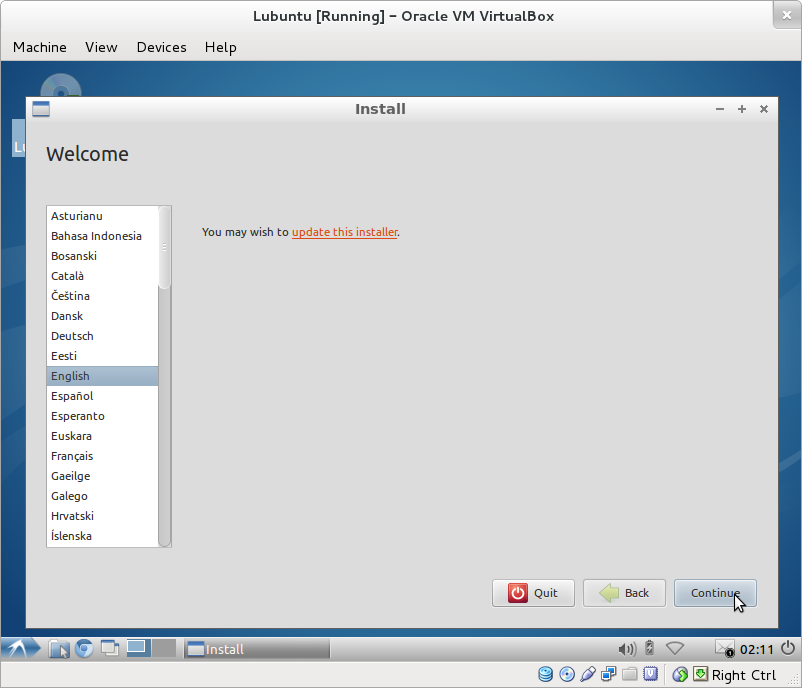 Lubuntu [Running] – Oracle VM VirtualBox
Machine View Devices Help
Install
Welcome
Asturianu
Bahasa Indonesia
Bosanski
Català
Čeština
Dansk
Deutsch
Eesti
English
Español
Esperanto
Euskara
Français
Gaeilge
Galego
Hrvatski
Íslenska
You may wish to update this installer.
Quit Back Continue
Install 02:11
Right Ctrl